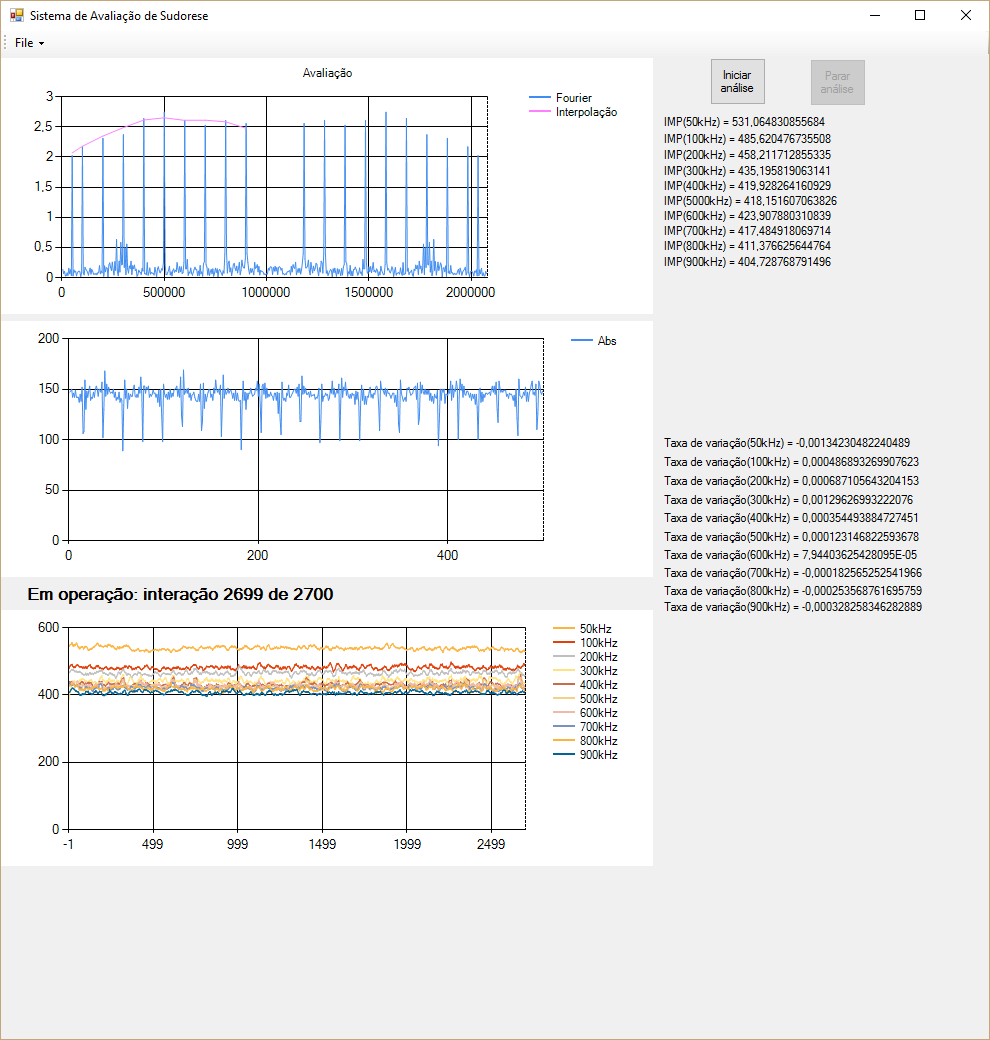 Sistema de Avaliação de Sudorese
File
Avaliação
3
2,5
2
1,5
1
0,5
0
0 500000 1000000 1500000 2000000
Fourier
Interpolação
Iniciar análise
Parar análise
IMP(50kHz) = 531,064830855684
IMP(100kHz) = 485,620476735508
IMP(200kHz) = 458,211712855335
IMP(300kHz) = 435,195819063141
IMP(400kHz) = 419,928264160929
IMP(5000kHz) = 418,151607063826
IMP(600kHz) = 423,907880310839
IMP(700kHz) = 417,484918069714
IMP(800kHz) = 411,376625644764
IMP(900kHz) = 404,728768791496
200
150
100
50
0
0 200 400
Abs
Taxa de variação(50kHz) = -0,00134230482240489
Taxa de variação(100kHz) = 0,000486893269907623
Taxa de variação(200kHz) = 0,000687105643204153
Taxa de variação(300kHz) = 0,00129626993222076
Taxa de variação(400kHz) = 0,000354493884727451
Taxa de variação(500kHz) = 0,000123146822593678
Taxa de variação(600kHz) = 7,94403625428095E-05
Taxa de variação(700kHz) = -0,000182565252541966
Taxa de variação(800kHz) = -0,000253568761695759
Taxa de variação(900kHz) = -0,000328258346282889
Em operação: interação 2699 de 2700
600
400
200
0
-1 499 999 1499 1999 2499
50kHz
100kHz
200kHz
300kHz
400kHz
500kHz
600kHz
700kHz
800kHz
900kHz